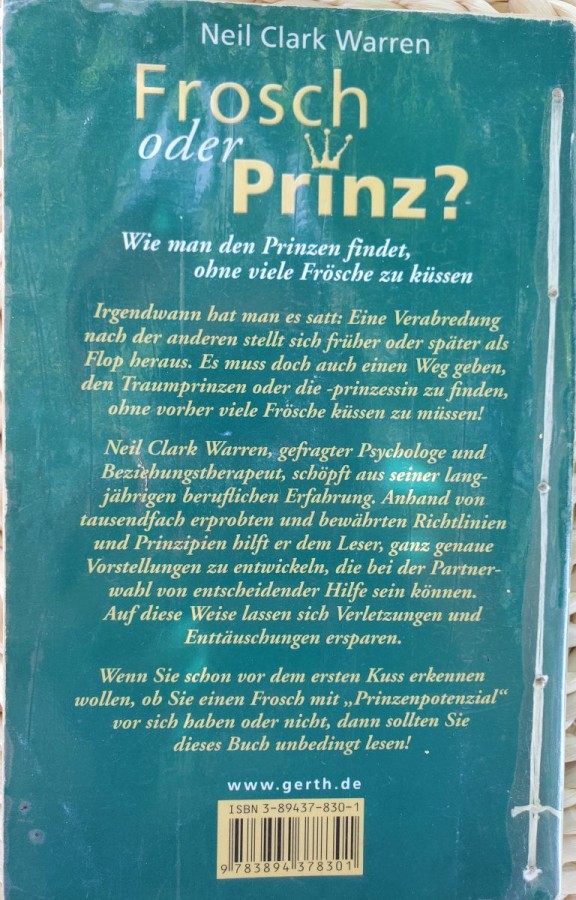 Neil Clark Warren
Frosch
oder
Prinz?
Wie man den Prinzen findet,
ohne viele Frösche zu küssen
Irgendwann hat man es satt: Eine Verabredung
nach der anderen stellt sich früher oder später als
Flop heraus. Es muss doch auch einen Weg geben,
den Traumprinzen oder die -prinzessin zu finden,
ohne vorher viele Frösche küssen zu müssen!
Neil Clark Warren, gefragter Psychologe und
Beziehungstherapeut, schöpft aus seiner lang-
jährigen beruflichen Erfahrung. Anhand von
tausendfach erprobten und bewährten Richtlinien
und Prinzipien hilft er dem Leser, ganz genaue
Vorstellungen zu entwickeln, die bei der Partner-
wahl von entscheidender Hilfe sein können.
Auf diese Weise lassen sich Verletzungen und
Enttäuschungen ersparen.
Wenn Sie schon vor dem ersten Kuss erkennen
wollen, ob Sie einen Frosch mit „Prinzenpotenzial“
vor sich haben oder nicht, dann sollten Sie
dieses Buch unbedingt lesen!
www.gerth.de
ISBN 3-89437-830-1
9 783894 378301